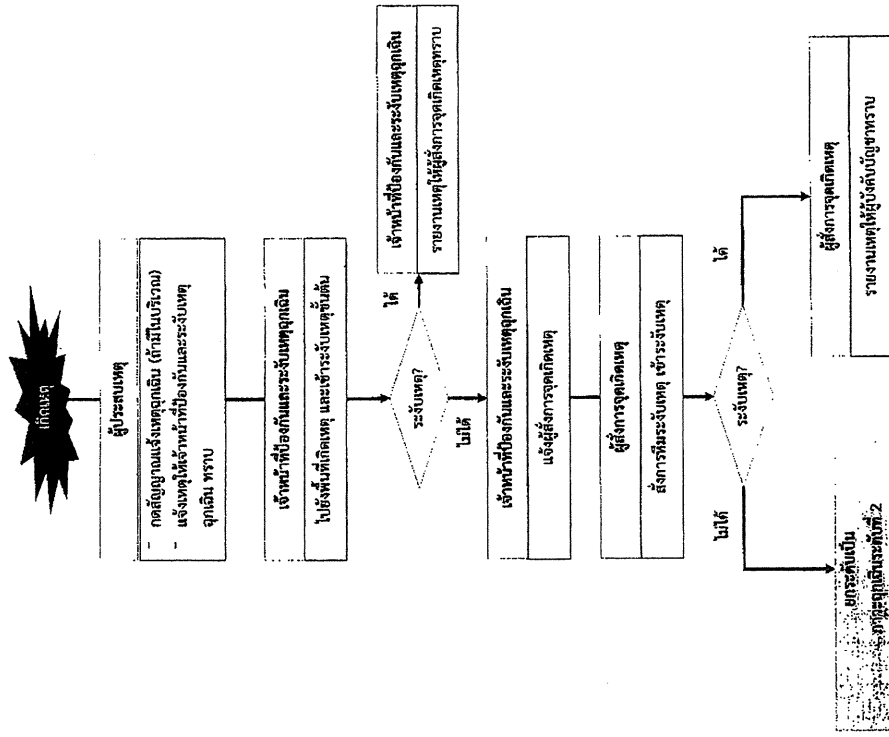 เกิดเหตุ
ผู้ประสบเหตุ
- กดสัญญาณแจ้งเหตุฉุกเฉิน (ถ้ามีในบริเวณ)
- แจ้งเหตุให้เจ้าหน้าที่ป้องกันและระงับเหตุ
ฉุกเฉิน ทราบ
เจ้าหน้าที่ป้องกันและระงับเหตุฉุกเฉิน
ไปยังพื้นที่เกิดเหตุ และเข้าระงับเหตุขั้นต้น
ระงับเหตุ?
ได้
เจ้าหน้าที่ป้องกันและระงับเหตุฉุกเฉิน
รายงานเหตุให้ผู้สั่งการจุดเกิดเหตุทราบ
ไม่ได้
เจ้าหน้าที่ป้องกันและระงับเหตุฉุกเฉิน
แจ้งผู้สั่งการจุดเกิดเหตุ
ผู้สั่งการจุดเกิดเหตุ
สั่งการทีมระงับเหตุ เข้าระงับเหตุ
ระงับเหตุ?
ไม่ได้
ได้
ยกระดับเป็น
ภาวะฉุกเฉินระดับที่ 2
ผู้สั่งการจุดเกิดเหตุ
รายงานเหตุให้ผู้บังคับบัญชาทราบ